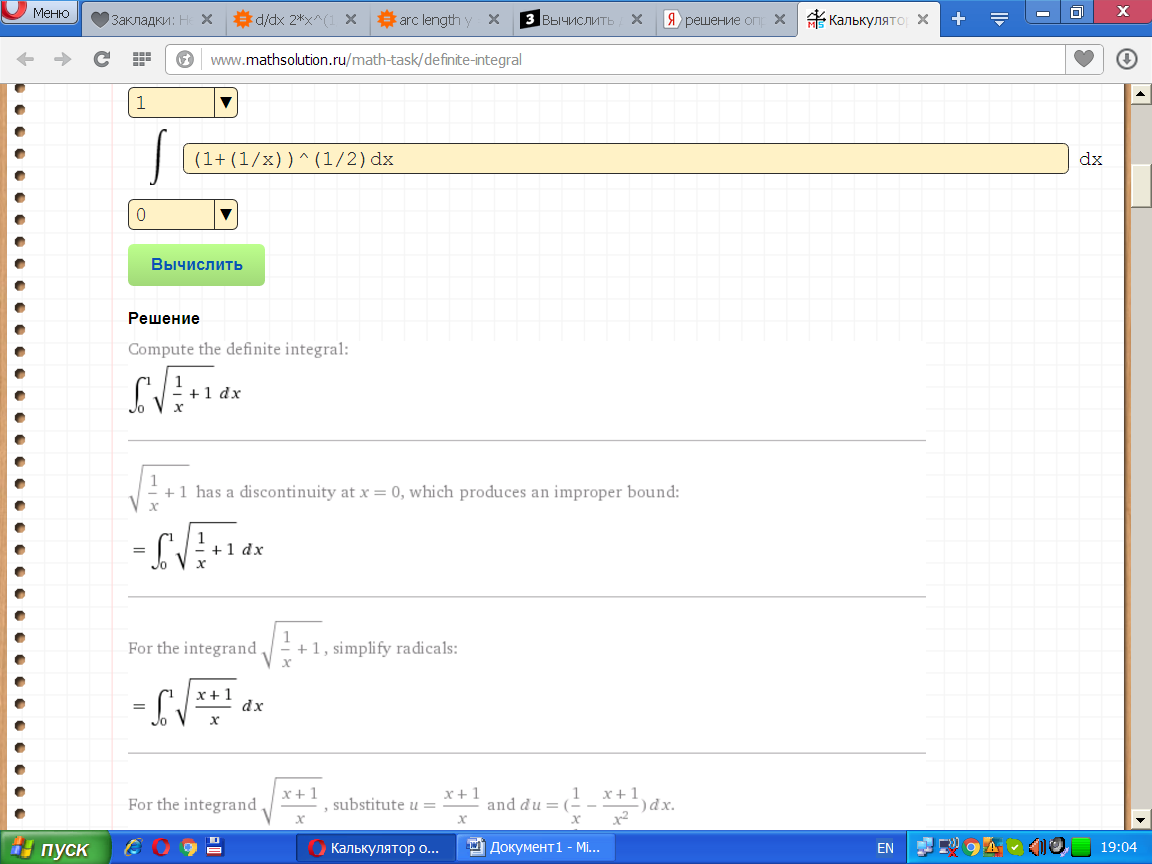 Меню
Закладки: Не
d/dx 2*x^(1
arc length y
Вычислить д
решение опр
Калькулятор
www.mathsolution.ru/math-task/definite-integral
1
∫ (1+(1/x))^(1/2)dx dx
0
Вычислить
Решение
Compute the definite integral:
∫₀¹ √(1/x + 1) dx
√(1/x + 1) has a discontinuity at x = 0, which produces an improper bound:
= ∫₀¹ √(1/x + 1) dx
For the integrand √(1/x + 1), simplify radicals:
= ∫₀¹ √((x + 1)/x) dx
For the integrand √((x + 1)/x), substitute u = (x + 1)/x and du = (1/x − (x + 1)/x²) dx.
пуск
Калькулятор о...
Документ1 - Mi...
EN
19:04